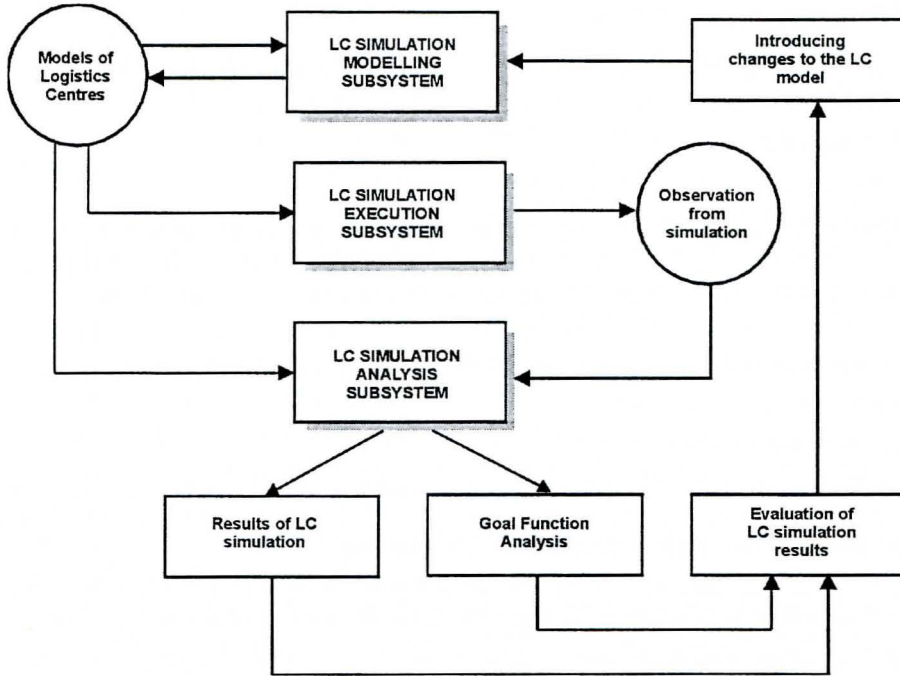 Models of
Logistics
Centres
LC SIMULATION
MODELLING
SUBSYSTEM
Introducing
changes to the LC
model
LC SIMULATION
EXECUTION
SUBSYSTEM
Observation
from
simulation
LC SIMULATION
ANALYSIS
SUBSYSTEM
Results of LC
simulation
Goal Function
Analysis
Evaluation of
LC simulation
results